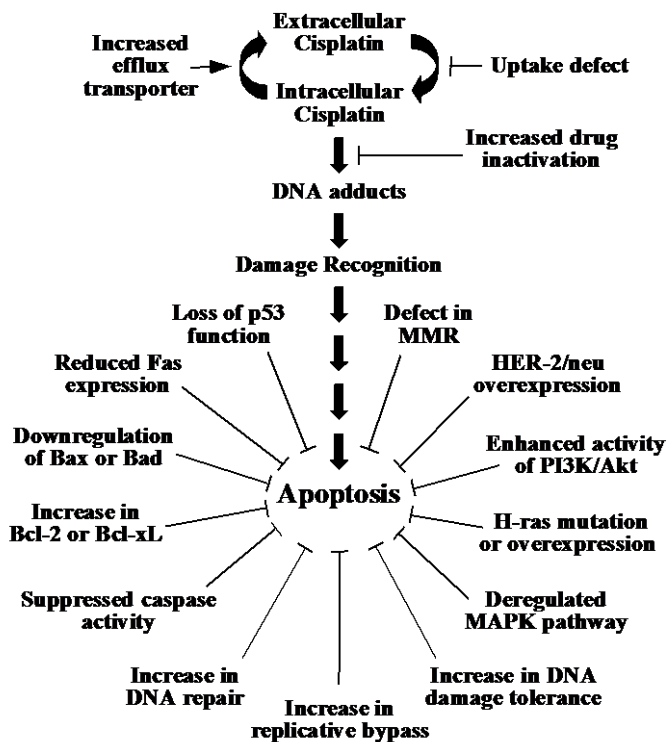 Extracellular
Cisplatin
Increased
efflux
transporter
Uptake defect
Intracellular
Cisplatin
Increased drug
inactivation
DNA adducts
Damage Recognition
Loss of p53
function
Defect in
MMR
Reduced Fas
expression
HER-2/neu
overexpression
Downregulation
of Bax or Bad
Enhanced activity
of PI3K/Akt
Apoptosis
Increase in
Bcl-2 or Bcl-xL
H-ras mutation
or overexpression
Suppressed caspase
activity
Deregulated
MAPK pathway
Increase in
DNA repair
Increase in
replicative bypass
Increase in DNA
damage tolerance